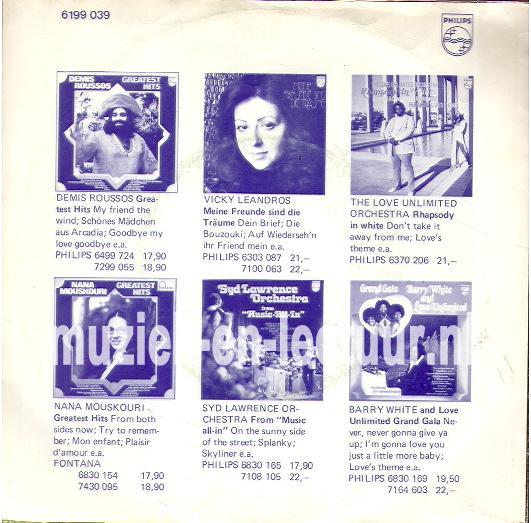 6199 039
PHILIPS
DEMIS ROUSSOS
GREATEST HITS
DEMIS ROUSSOS Grea-
test Hits My friend the
wind; Schönes Mädchen
aus Arcadia; Goodbye my
love goodbye e.a.
PHILIPS 6499 724 17,90
7299 055 18,90
VICKY LEANDROS
Meine Freunde sind die
Träume Dein Brief; Die
Bouzouki; Auf Wiederseh'n
ihr Freund mein e.a.
PHILIPS 6303 087 21,—
7100 063 22,—
THE LOVE UNLIMITED
ORCHESTRA Rhapsody
in white Don't take it
away from me; Love's
theme e.a.
PHILIPS 6370 206 21,—
NANA MOUSKOURI
GREATEST HITS
Syd Lawrence
Orchestra
from
"Music-All-In"
Grand Gala
Barry White
and
Love Unlimited
muziek-en-lectuur.nl
NANA MOUSKOURI
Greatest Hits From both
sides now; Try to remem-
ber; Mon enfant; Plaisir
d'amour e.a.
FONTANA
6830 154 17,90
7430 095 18,90
SYD LAWRENCE OR-
CHESTRA From "Music
all-in" On the sunny side
of the street; Splanky;
Skyliner e.a.
PHILIPS 6830 165 17,90
7108 105 22,—
BARRY WHITE and Love
Unlimited Grand Gala Ne-
ver, never gonna give ya
up; I'm gonna love you
just a little more baby;
Love's theme e.a.
PHILIPS 6830 169 19,50
7164 603 22,—